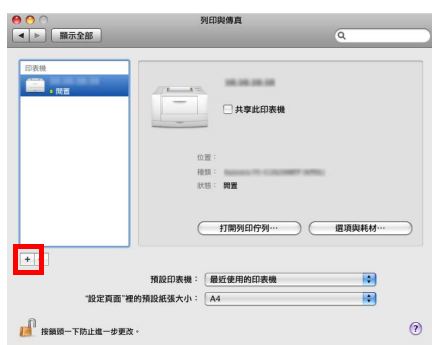 列印與傳真
顯示全部
印表機
閒置
共享此印表機
位置：
種類：
狀態： 閒置
打開列印佇列⋯
選項與耗材⋯
+
預設印表機： 最近使用的印表機
"設定頁面"裡的預設紙張大小： A4
按鎖頭一下防止進一步更改。
?